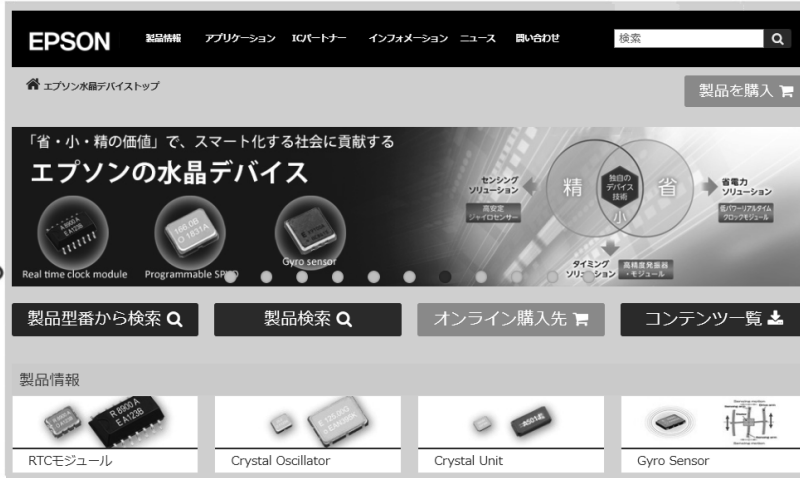 EPSON
製品情報 アプリケーション ICパートナー インフォメーション ニュース 問い合わせ
検索
エプソン水晶デバイストップ
製品を購入
「省・小・精の価値」で、スマート化する社会に貢献する
エプソンの水晶デバイス
センシング
ソリューション
高安定
ジャイロセンサー
精
独自の
デバイス
技術
省
小
省電力
ソリューション
低パワーリアルタイム
クロックモジュール
タイミング
ソリューション
高精度発振器
・モジュール
Real time clock module
Programmable
Gyro sensor
製品型番から検索
製品検索
オンライン購入先
コンテンツ一覧
製品情報
R 8900 A
EA123B
RTCモジュール
Crystal Oscillator
Crystal Unit
Gyro Sensor